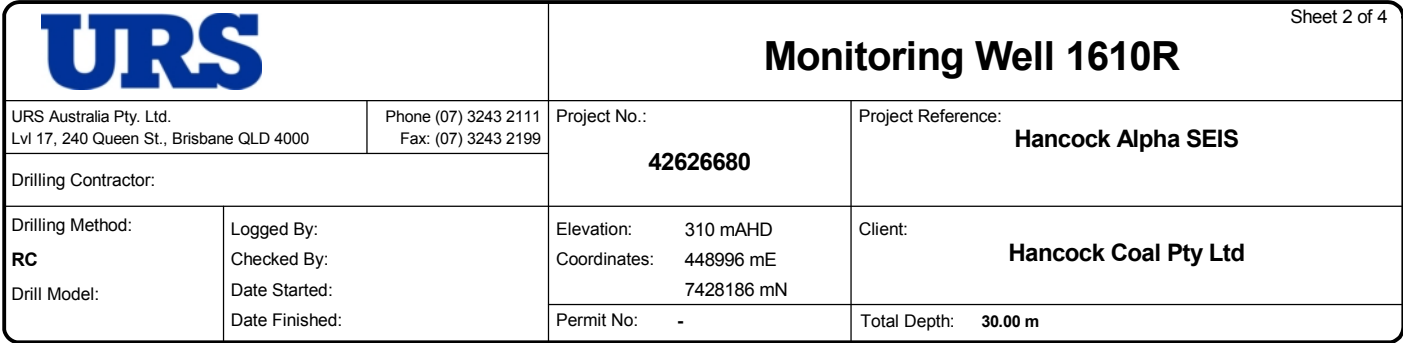 URS
Sheet 2 of 4
Monitoring Well 1610R
URS Australia Pty. Ltd.
Lvl 17, 240 Queen St., Brisbane QLD 4000
Phone (07) 3243 2111
Fax: (07) 3243 2199
Drilling Contractor:
Project No.:
42626680
Project Reference:
Hancock Alpha SEIS
Drilling Method:
RC
Drill Model:
Logged By:
Checked By:
Date Started:
Date Finished:
Elevation: 310 mAHD
Coordinates: 448996 mE
7428186 mN
Permit No: -
Client:
Hancock Coal Pty Ltd
Total Depth: 30.00 m